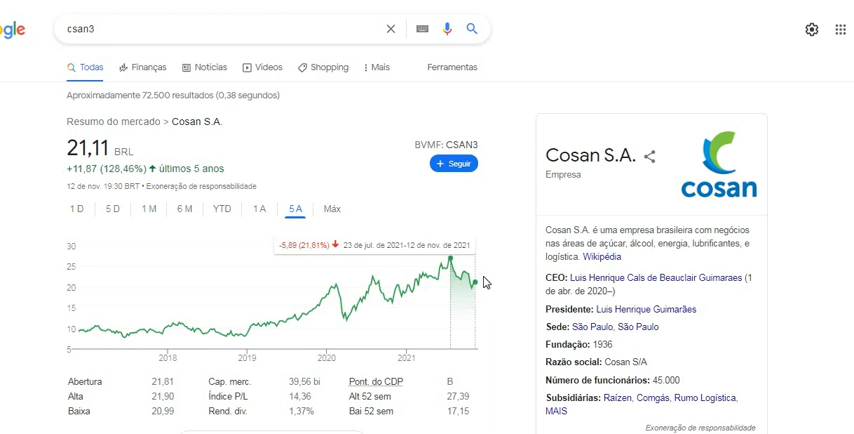 gle
csan3
Todas
Finanças
Notícias
Vídeos
Shopping
Mais
Ferramentas
Aproximadamente 72.500 resultados (0,38 segundos)
Resumo do mercado > Cosan S.A.
21,11 BRL
+11,87 (128,46%) últimos 5 anos
12 de nov. 19:30 BRT • Exoneração de responsabilidade
BVMF: CSAN3
+ Seguir
1 D
5 D
1 M
6 M
YTD
1 A
5 A
Máx
-5,89 (21,81%) 23 de jul. de 2021-12 de nov. de 2021
30
25
20
15
10
5
2018
2019
2020
2021
Abertura 21,81 Cap. merc. 39,56 bi Pont. do CDP B
Alta 21,90 Índice P/L 14,36 Alt 52 sem 27,39
Baixa 20,99 Rend. div. 1,37% Bai 52 sem 17,15
Cosan S.A.
Empresa
cosan
Cosan S.A. é uma empresa brasileira com negócios
nas áreas de açúcar, álcool, energia, lubrificantes, e
logística. Wikipédia
CEO: Luis Henrique Cals de Beauclair Guimaraes (1
de abr. de 2020–)
Presidente: Luis Henrique Guimarães
Sede: São Paulo, São Paulo
Fundação: 1936
Razão social: Cosan S/A
Número de funcionários: 45.000
Subsidiárias: Raízen, Comgás, Rumo Logística,
MAIS
Exoneração de responsabilidade